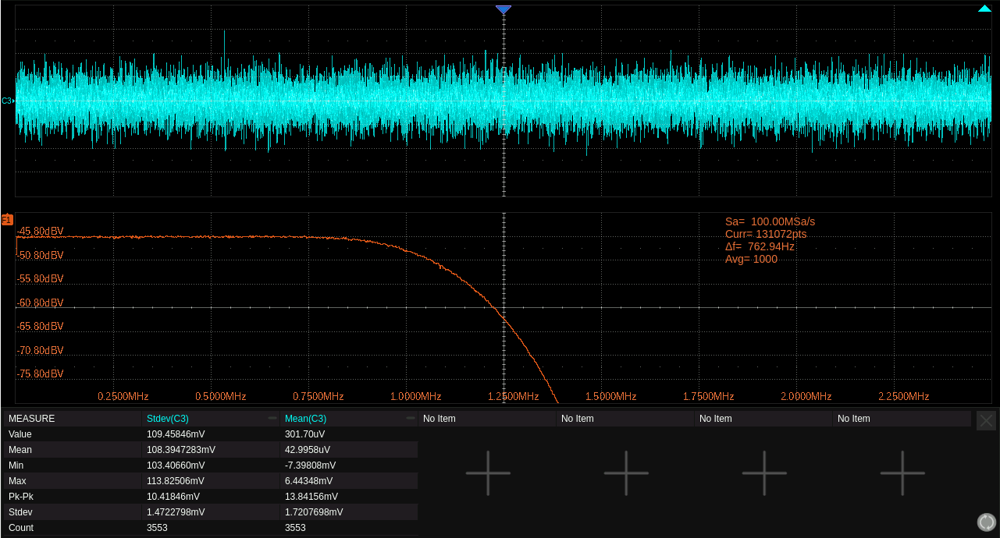 C3
F1
-45.80dBV
-50.80dBV
-55.80dBV
-60.80dBV
-65.80dBV
-70.80dBV
-75.80dBV
Sa= 100.00MSa/s
Curr= 131072pts
Δf= 762.94Hz
Avg= 1000
0.2500MHz 0.5000MHz 0.7500MHz 1.0000MHz 1.2500MHz 1.5000MHz 1.7500MHz 2.0000MHz 2.2500MHz
MEASURE Stdev(C3) Mean(C3) No Item No Item No Item No Item
Value 109.45846mV 301.70uV
Mean 108.3947283mV 42.9958uV
Min 103.40660mV -7.39808mV
Max 113.82506mV 6.44348mV
Pk-Pk 10.41846mV 13.84156mV
Stdev 1.4722798mV 1.7207698mV
Count 3553 3553